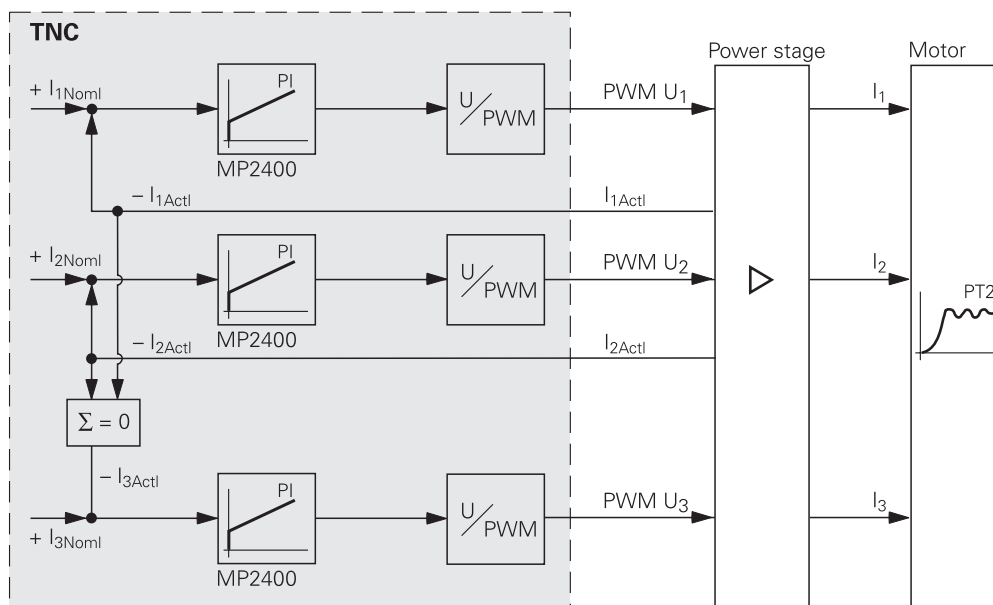 TNC
Power stage
Motor
+ I1Noml
PI
U/PWM
PWM U1
I1
MP2400
– I1Actl
I1Actl
+ I2Noml
PI
U/PWM
PWM U2
I2
PT2
MP2400
– I2Actl
I2Actl
Σ = 0
– I3Actl
PI
U/PWM
PWM U3
I3
+ I3Noml
MP2400